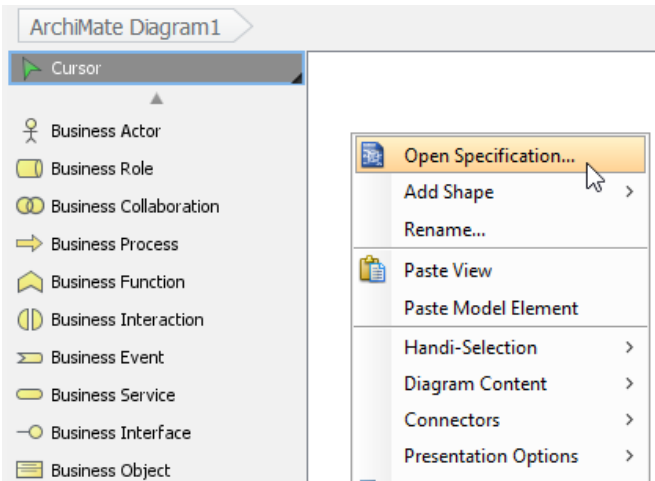 ArchiMate Diagram1
Cursor
Business Actor
Business Role
Business Collaboration
Business Process
Business Function
Business Interaction
Business Event
Business Service
Business Interface
Business Object
Open Specification...
Add Shape
Rename...
Paste View
Paste Model Element
Handi-Selection
Diagram Content
Connectors
Presentation Options